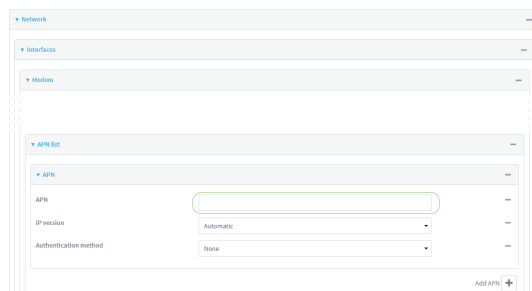 Network
Interfaces
Modem
APN list
APN
APN
IP version Automatic
Authentication method None
Add APN